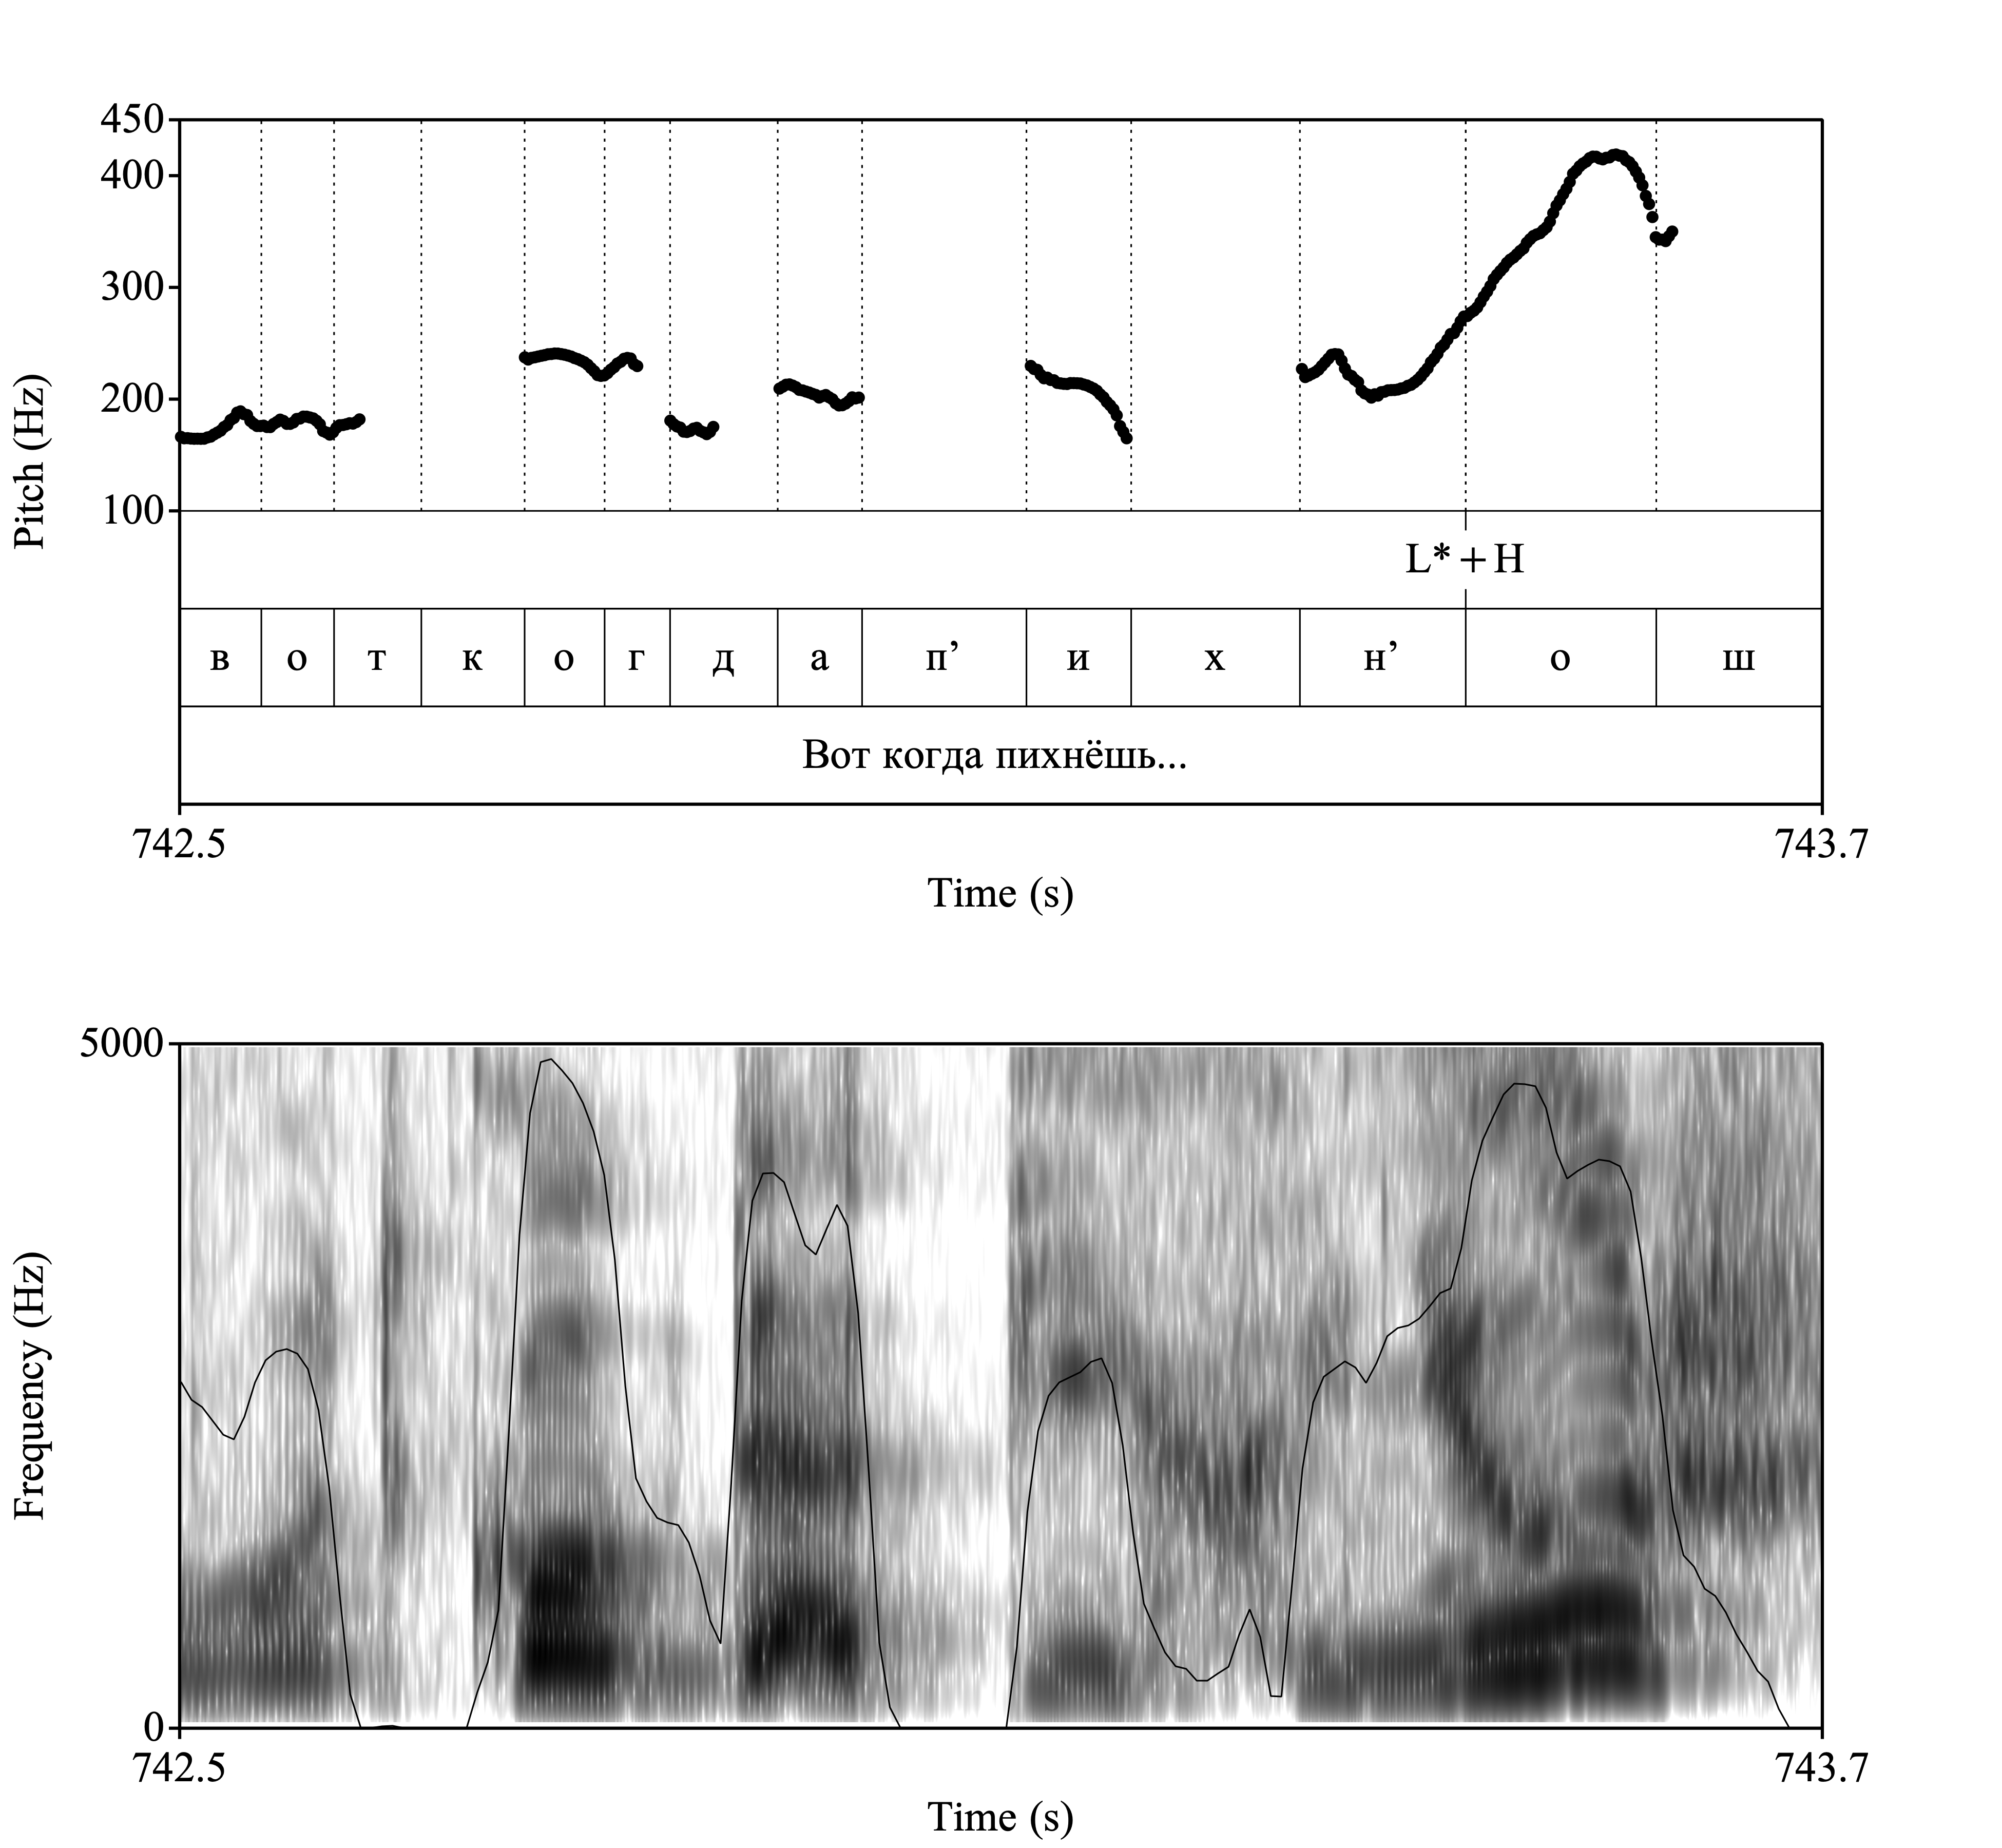 450
400
300
200
100
Pitch (Hz)
L*+H
в о т к о г д а п’ и х н’ о ш
Вот когда пихнёшь...
742.5 743.7
Time (s)
5000
Frequency (Hz)
0
742.5 743.7
Time (s)